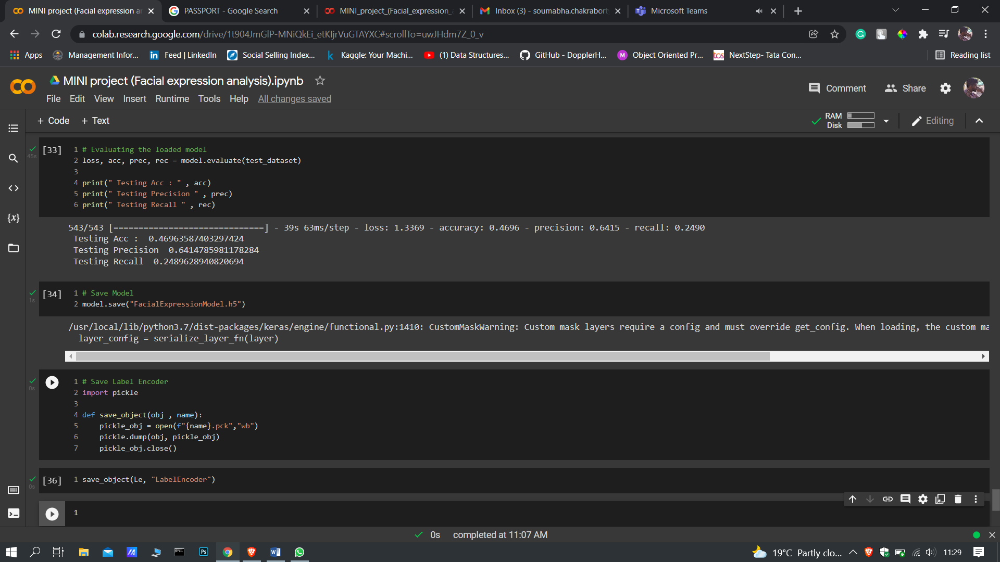 MINI project (Facial expression an
PASSPORT - Google Search
MINI_project_(Facial_expression_a
Inbox (3) - soumabha.chakrabort
Microsoft Teams
colab.research.google.com/drive/1t904JmGlP-MNiQkEi_etKljrVuGTAYXC#scrollTo=uwJHdm7Z_0_v
Apps
Management Infor...
Feed | LinkedIn
Social Selling Index...
Kaggle: Your Machi...
(1) Data Structures...
GitHub - DopplerH...
Object Oriented Pr...
NextStep- Tata Con...
Reading list
MINI project (Facial expression analysis).ipynb
File Edit View Insert Runtime Tools Help All changes saved
Comment
Share
+ Code + Text
RAM
Disk
Editing
45s
[33]
1 # Evaluating the loaded model
2 loss, acc, prec, rec = model.evaluate(test_dataset)
3
4 print(" Testing Acc : " , acc)
5 print(" Testing Precision " , prec)
6 print(" Testing Recall " , rec)
543/543 [==============================] - 39s 63ms/step - loss: 1.3369 - accuracy: 0.4696 - precision: 0.6415 - recall: 0.2490
Testing Acc :  0.46963587403297424
Testing Precision  0.6414785981178284
Testing Recall  0.2489628940820694
1s
[34]
1 # Save Model
2 model.save("FacialExpressionModel.h5")
/usr/local/lib/python3.7/dist-packages/keras/engine/functional.py:1410: CustomMaskWarning: Custom mask layers require a config and must override get_config. When loading, the custom ma
layer_config = serialize_layer_fn(layer)
0s
1 # Save Label Encoder
2 import pickle
3
4 def save_object(obj , name):
5     pickle_obj = open(f"{name}.pck","wb")
6     pickle.dump(obj, pickle_obj)
7     pickle_obj.close()
0s
[36]
1 save_object(Le, "LabelEncoder")
1
0s completed at 11:07 AM
19°C Partly clo...
11:29